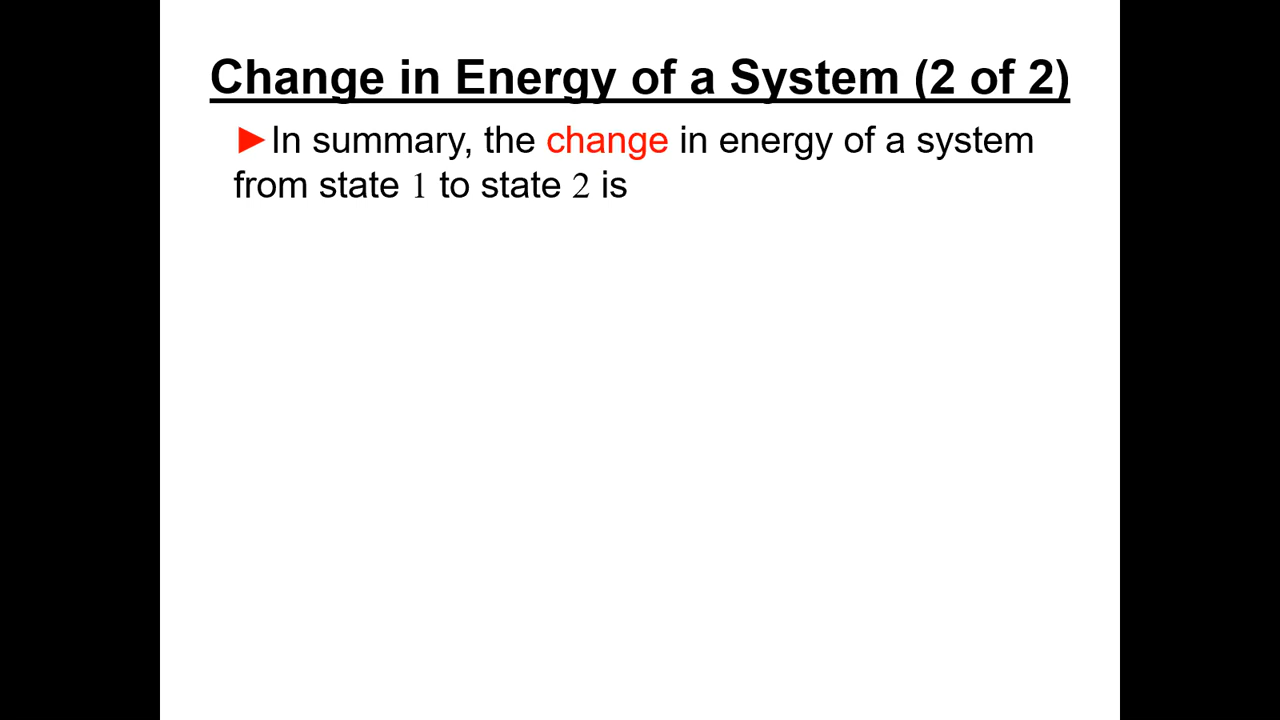 Change in Energy of a System (2 of 2)
►In summary, the change in energy of a system
from state 1 to state 2 is